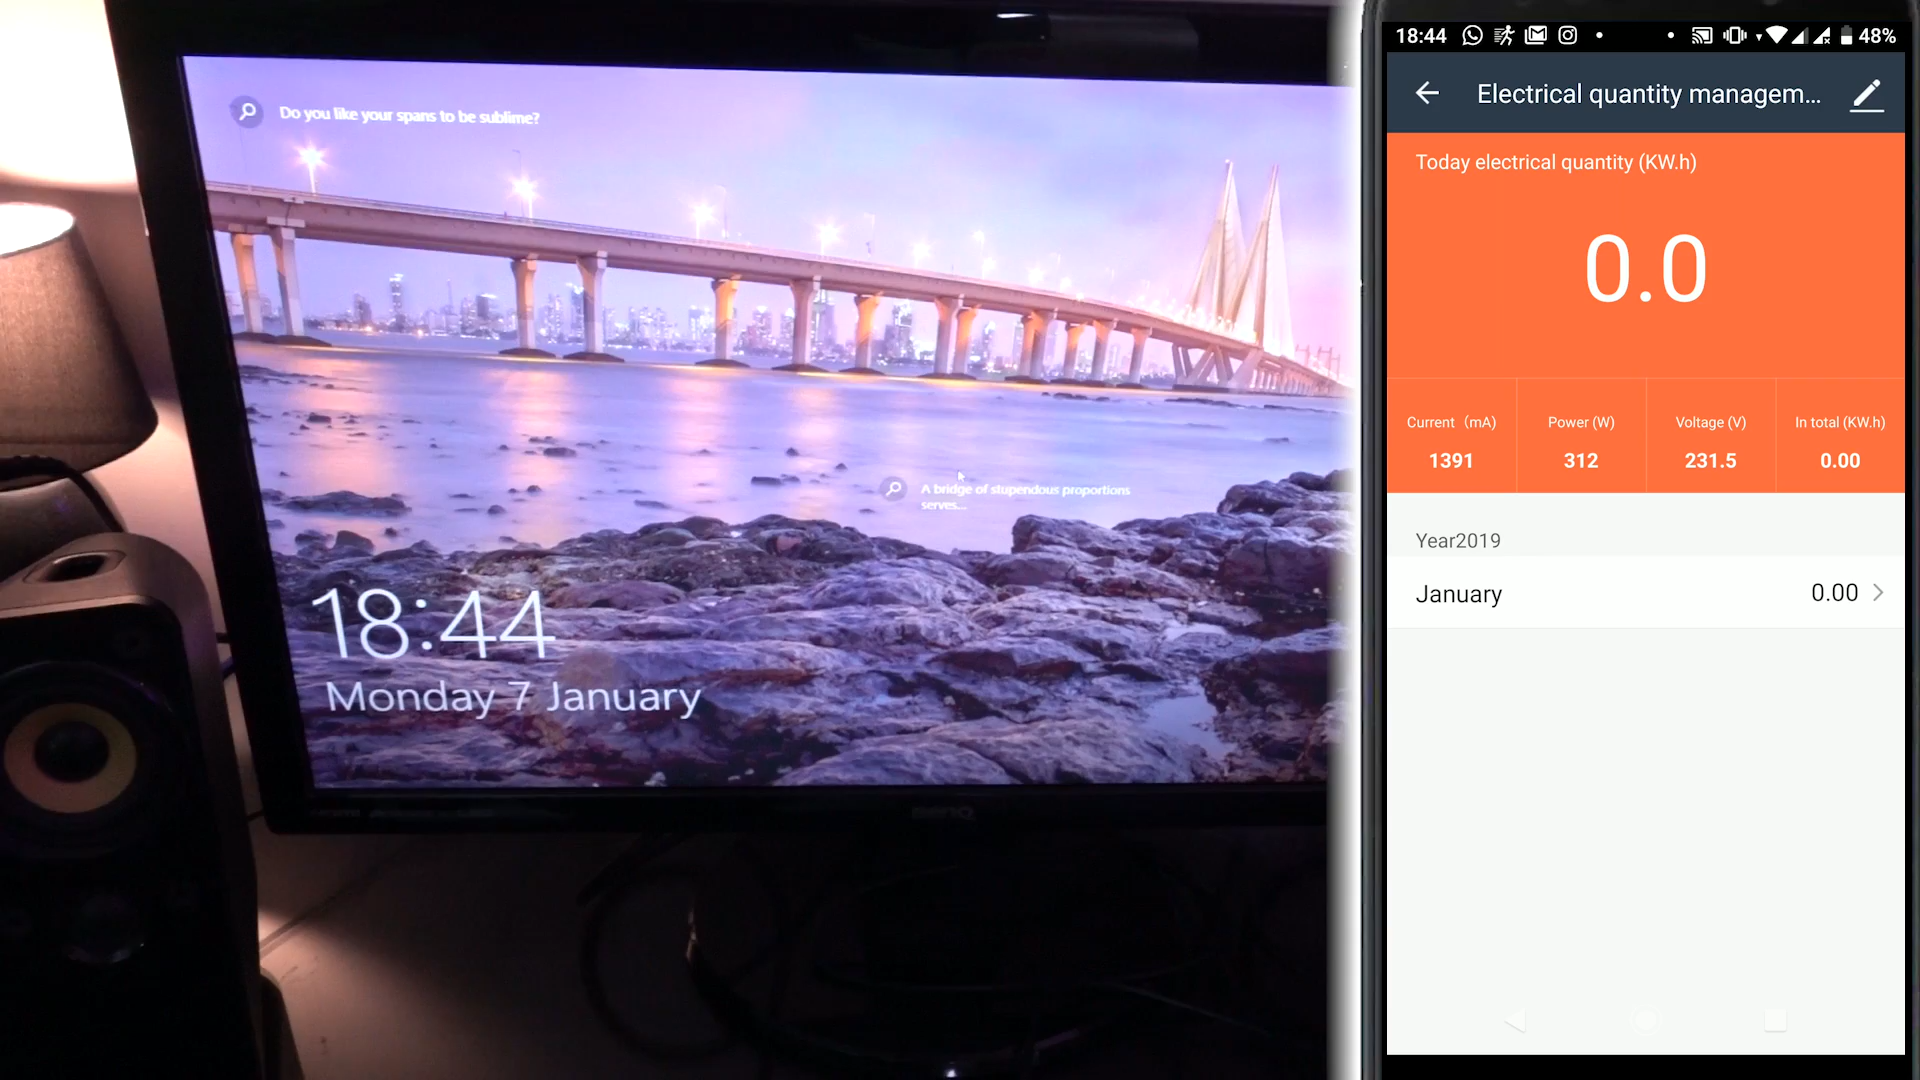 Do you like your spans to be sublime?
A bridge of stupendous proportions
serves...
18:44
Monday 7 January
BenQ
18:44
48%
Electrical quantity managem...
Today electrical quantity (KW.h)
0.0
Current (mA)
Power (W)
Voltage (V)
In total (KW.h)
1391
312
231.5
0.00
Year2019
January
0.00